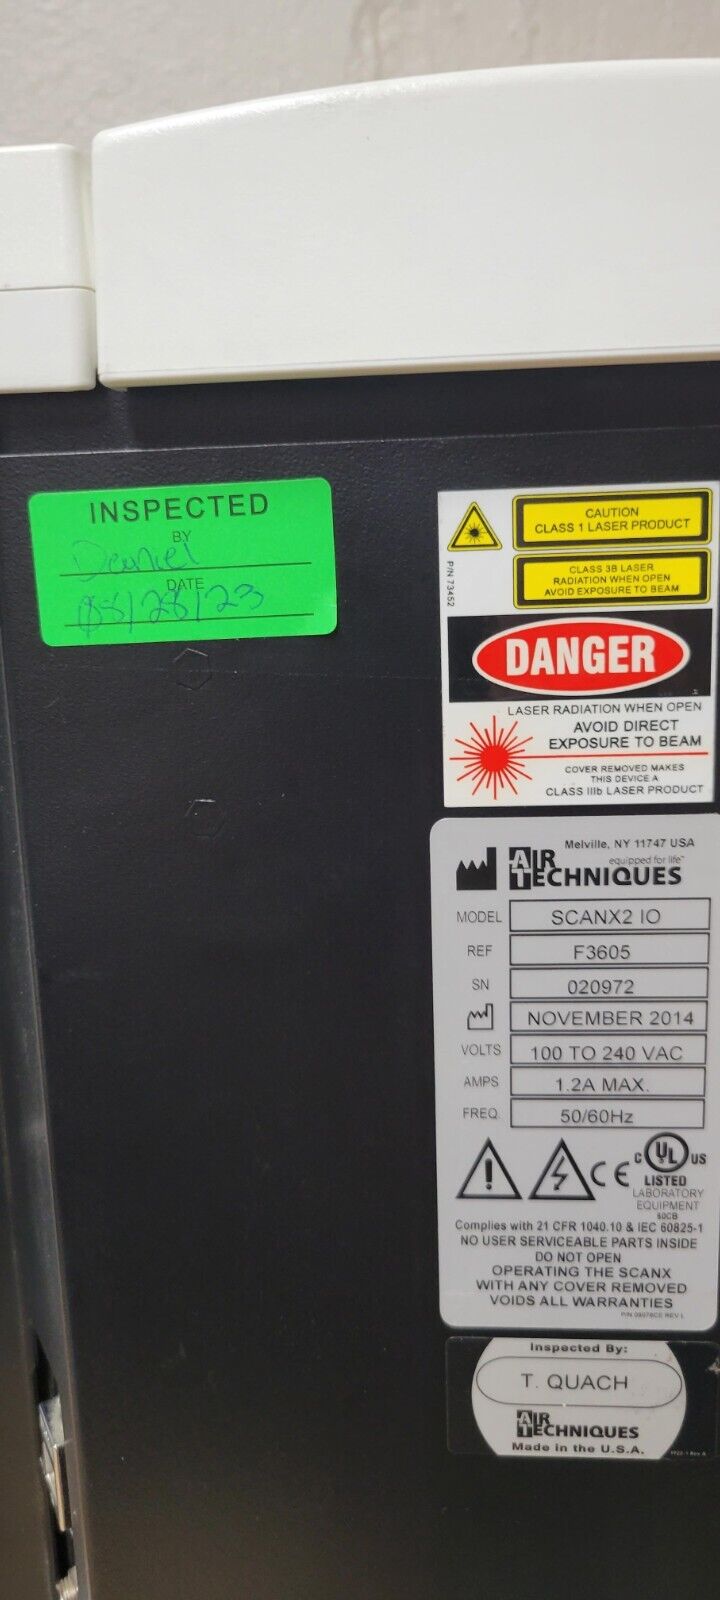 INSPECTED
BY
Deaniel
DATE
08/28/23
CAUTION
CLASS 1 LASER PRODUCT
CLASS 3B LASER
RADIATION WHEN OPEN
AVOID EXPOSURE TO BEAM
P/N 73452
DANGER
LASER RADIATION WHEN OPEN
AVOID DIRECT
EXPOSURE TO BEAM
COVER REMOVED MAKES
THIS DEVICE A
CLASS IIIb LASER PRODUCT
Melville, NY 11747 USA
equipped for life™
AIR
TECHNIQUES
MODEL SCANX2 IO
REF F3605
SN 020972
NOVEMBER 2014
VOLTS 100 TO 240 VAC
AMPS 1.2A MAX.
FREQ. 50/60Hz
CE C UL US
LISTED
LABORATORY
EQUIPMENT
60CB
Complies with 21 CFR 1040.10 & IEC 60825-1
NO USER SERVICEABLE PARTS INSIDE
DO NOT OPEN
OPERATING THE SCANX
WITH ANY COVER REMOVED
VOIDS ALL WARRANTIES
Inspected By:
T. QUACH
AIR
TECHNIQUES
Made in the U.S.A.